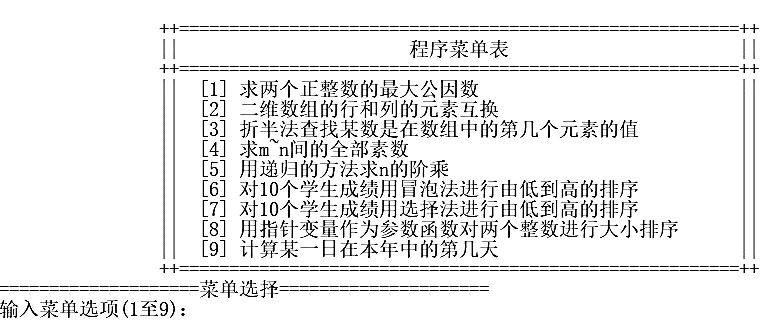 ++========================================================++
||                       程序菜单表                       ||
++========================================================++
||  [1] 求两个正整数的最大公因数                          ||
||  [2] 二维数组的行和列的元素互换                        ||
||  [3] 折半法查找某数是在数组中的第几个元素的值          ||
||  [4] 求m~n间的全部素数                                 ||
||  [5] 用递归的方法求n的阶乘                             ||
||  [6] 对10个学生成绩用冒泡法进行由低到高的排序          ||
||  [7] 对10个学生成绩用选择法进行由低到高的排序          ||
||  [8] 用指针变量作为参数函数对两个整数进行大小排序      ||
||  [9] 计算某一日在本年中的第几天                        ||
++========================================================++
====================菜单选择=====================
输入菜单选项(1至9)：